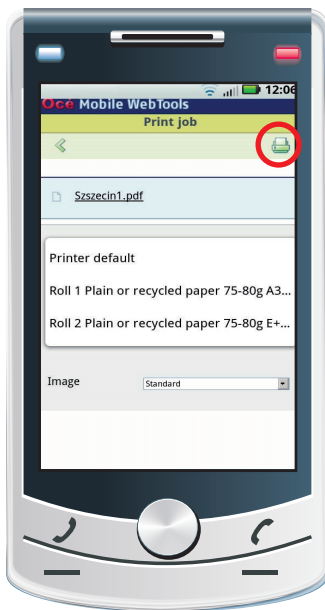 12:06
Océ Mobile WebTools
Print job
Szszecin1.pdf
Printer default
Roll 1 Plain or recycled paper 75-80g A3...
Roll 2 Plain or recycled paper 75-80g E+...
Image
Standard